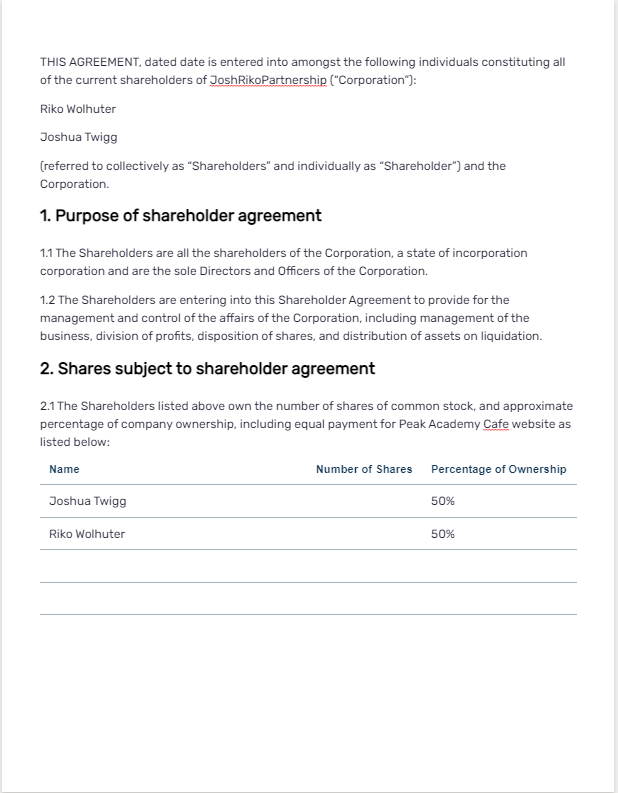 THIS AGREEMENT, dated date is entered into amongst the following individuals constituting all
of the current shareholders of JoshRikoPartnership (“Corporation”):
Riko Wolhuter
Joshua Twigg
(referred to collectively as “Shareholders” and individually as “Shareholder”) and the
Corporation.
1. Purpose of shareholder agreement
1.1 The Shareholders are all the shareholders of the Corporation, a state of incorporation
corporation and are the sole Directors and Officers of the Corporation.
1.2 The Shareholders are entering into this Shareholder Agreement to provide for the
management and control of the affairs of the Corporation, including management of the
business, division of profits, disposition of shares, and distribution of assets on liquidation.
2. Shares subject to shareholder agreement
2.1 The Shareholders listed above own the number of shares of common stock, and approximate
percentage of company ownership, including equal payment for Peak Academy Cafe website as
listed below:
Name Number of Shares Percentage of Ownership
Joshua Twigg 50%
Riko Wolhuter 50%